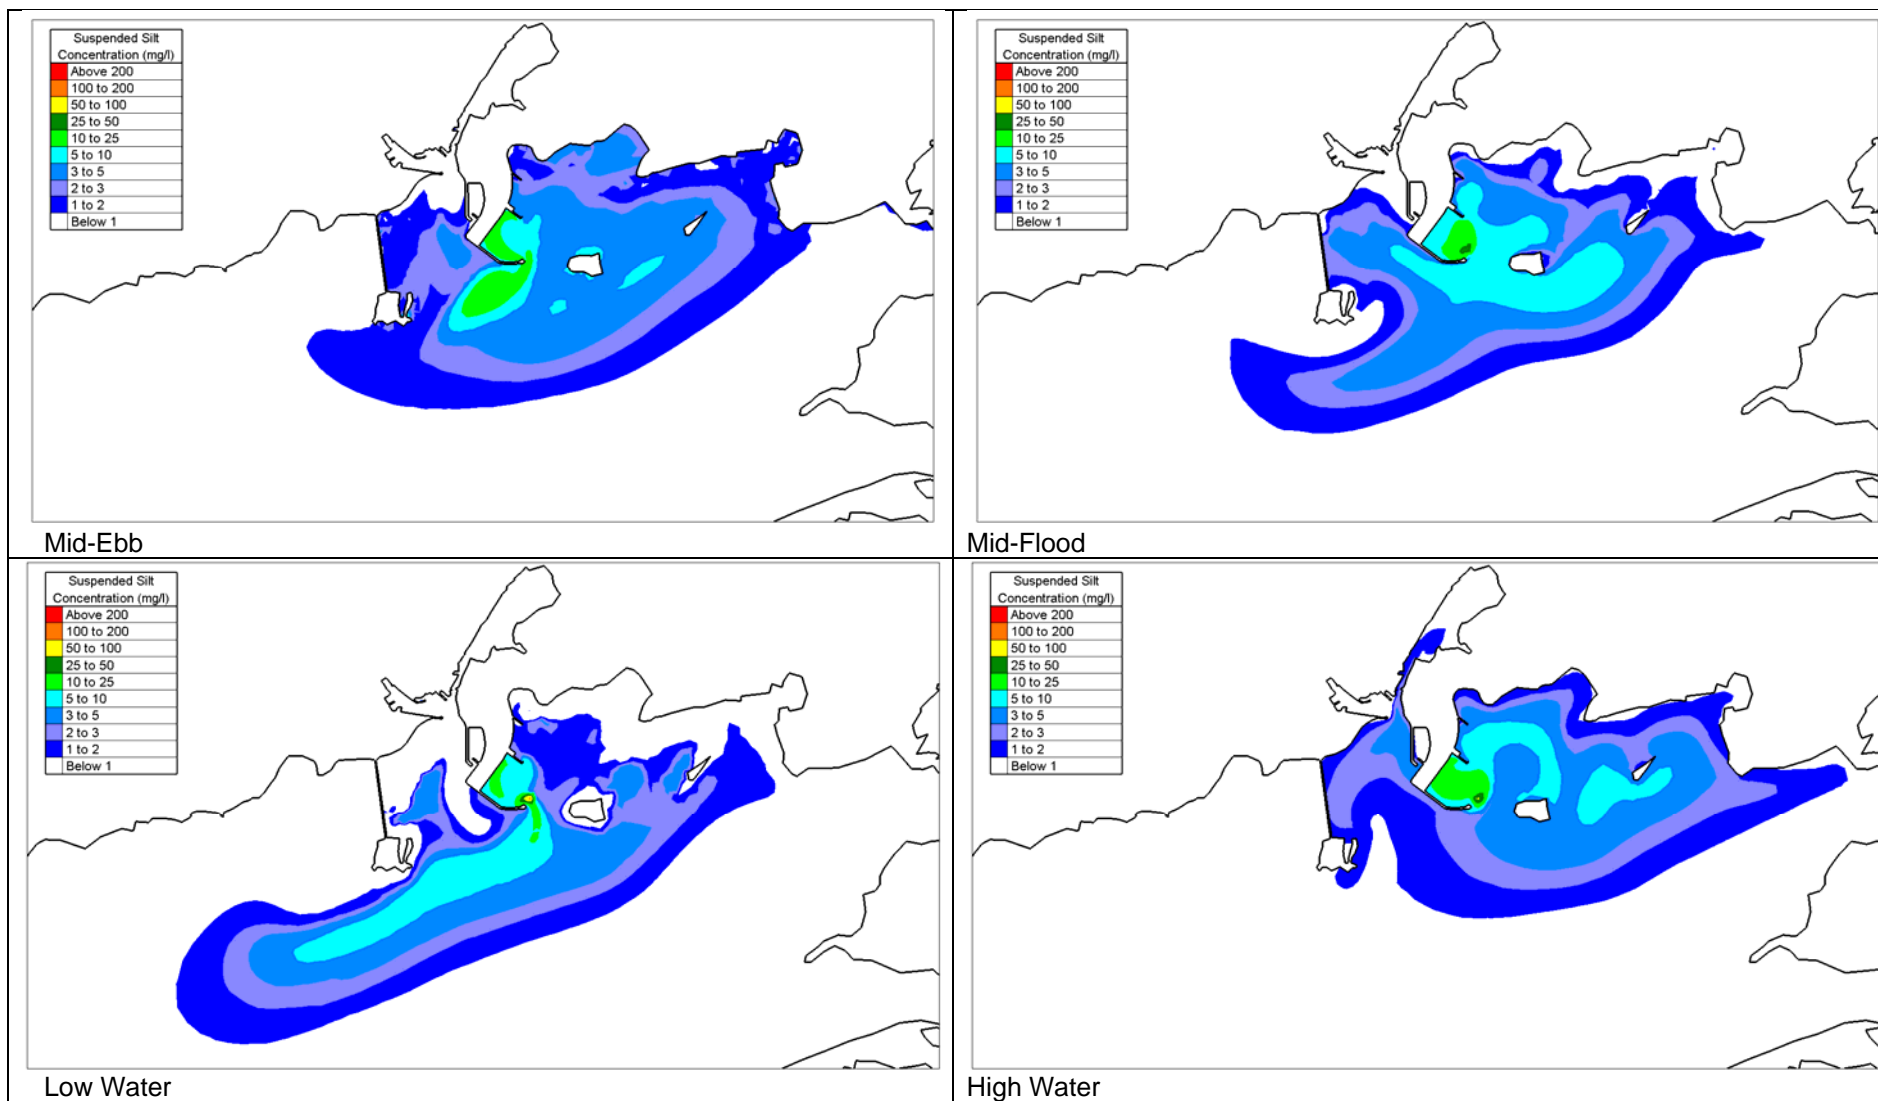 Suspended Silt
Concentration (mg/l)
Above 200
100 to 200
50 to 100
25 to 50
10 to 25
5 to 10
3 to 5
2 to 3
1 to 2
Below 1
Mid-Ebb
Suspended Silt
Concentration (mg/l)
Above 200
100 to 200
50 to 100
25 to 50
10 to 25
5 to 10
3 to 5
2 to 3
1 to 2
Below 1
Mid-Flood
Suspended Silt
Concentration (mg/l)
Above 200
100 to 200
50 to 100
25 to 50
10 to 25
5 to 10
3 to 5
2 to 3
1 to 2
Below 1
Low Water
Suspended Silt
Concentration (mg/l)
Above 200
100 to 200
50 to 100
25 to 50
10 to 25
5 to 10
3 to 5
2 to 3
1 to 2
Below 1
High Water